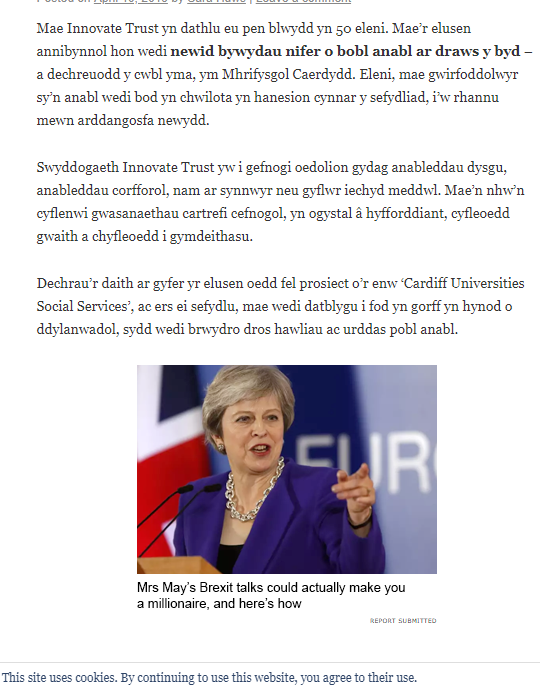 Mae Innovate Trust yn dathlu eu pen blwydd yn 50 eleni. Mae'r elusen
annibynnol hon wedi newid bywydau nifer o bobl anabl ar draws y byd –
a dechreuodd y cwbl yma, ym Mhrifysgol Caerdydd. Eleni, mae gwirfoddolwyr
sy'n anabl wedi bod yn chwilota yn hanesion cynnar y sefydliad, i'w rhannu
mewn arddangosfa newydd.
Swyddogaeth Innovate Trust yw i gefnogi oedolion gydag anableddau dysgu,
anableddau corfforol, nam ar synnwyr neu gyflwr iechyd meddwl. Mae'n nhw'n
cyflenwi gwasanaethau cartrefi cefnogol, yn ogystal â hyfforddiant, cyfleoedd
gwaith a chyfleoedd i gymdeithasu.
Dechrau'r daith ar gyfer yr elusen oedd fel prosiect o'r enw 'Cardiff Universities
Social Services', ac ers ei sefydlu, mae wedi datblygu i fod yn gorff yn hynod o
ddylanwadol, sydd wedi brwydro dros hawliau ac urddas pobl anabl.
EUR
Mrs May's Brexit talks could actually make you
a millionaire, and here's how
REPORT SUBMITTED
This site uses cookies. By continuing to use this website, you agree to their use.